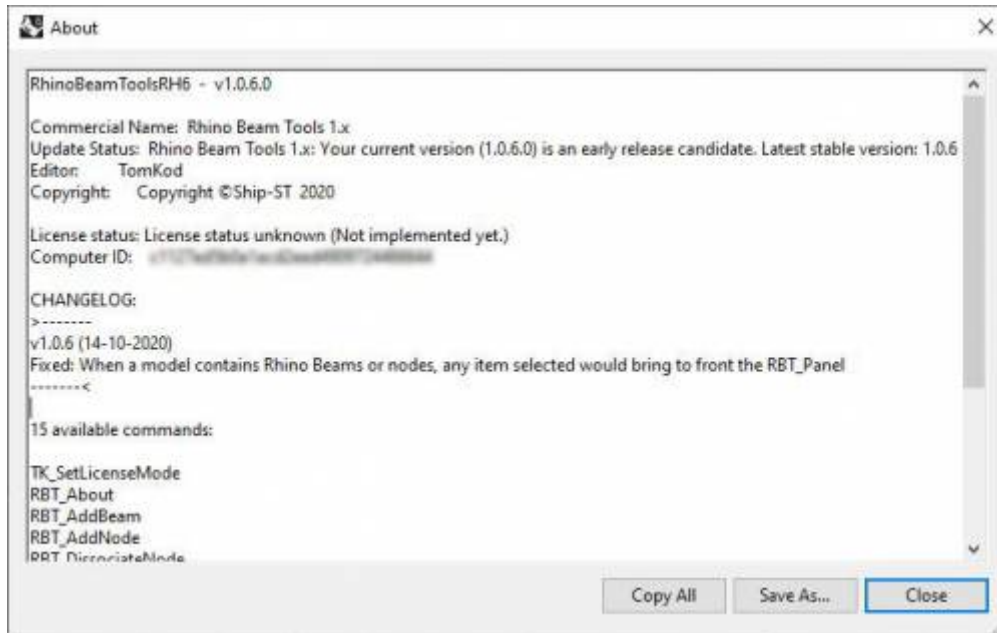 About
RhinoBeamToolsRH6 - v1.0.6.0
Commercial Name: Rhino Beam Tools 1.x
Update Status: Rhino Beam Tools 1.x: Your current version (1.0.6.0) is an early release candidate. Latest stable version: 1.0.6
Editor: TomKod
Copyright: Copyright ©Ship-ST 2020
License status: License status unknown (Not implemented yet.)
Computer ID:
CHANGELOG:
>-------
v1.0.6 (14-10-2020)
Fixed: When a model contains Rhino Beams or nodes, any item selected would bring to front the RBT_Panel
-------<
15 available commands:
TK_SetLicenseMode
RBT_About
RBT_AddBeam
RBT_AddNode
RBT_DissociateNode
Copy All Save As... Close